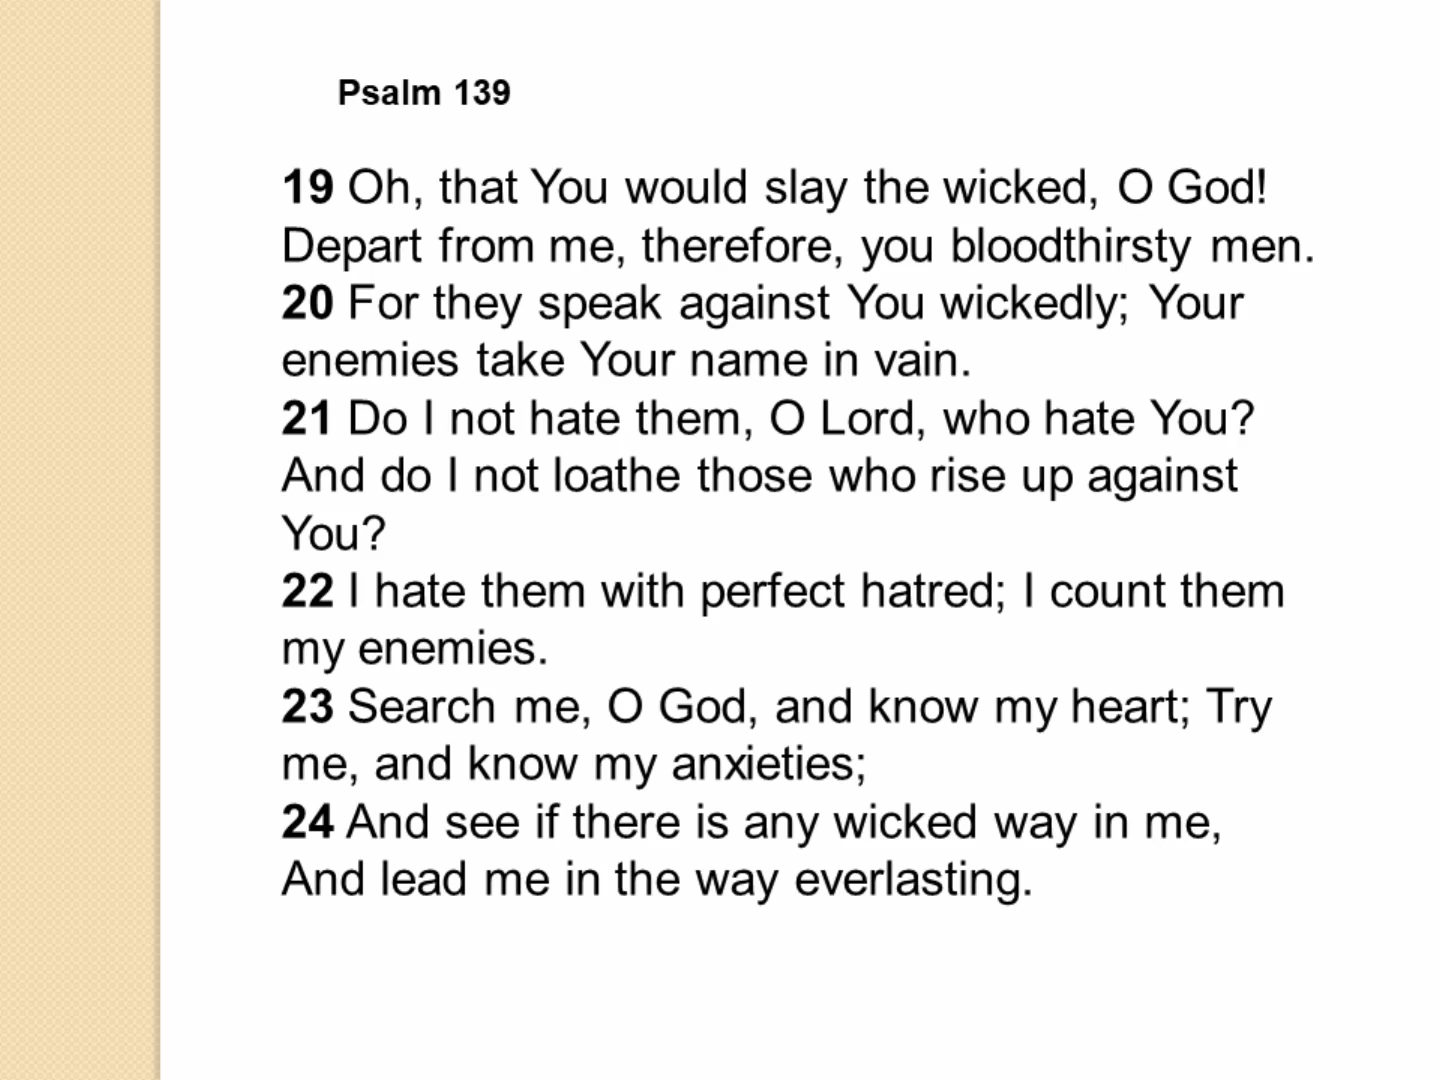 Psalm 139
19 Oh, that You would slay the wicked, O God!
Depart from me, therefore, you bloodthirsty men.
20 For they speak against You wickedly; Your
enemies take Your name in vain.
21 Do I not hate them, O Lord, who hate You?
And do I not loathe those who rise up against
You?
22 I hate them with perfect hatred; I count them
my enemies.
23 Search me, O God, and know my heart; Try
me, and know my anxieties;
24 And see if there is any wicked way in me,
And lead me in the way everlasting.